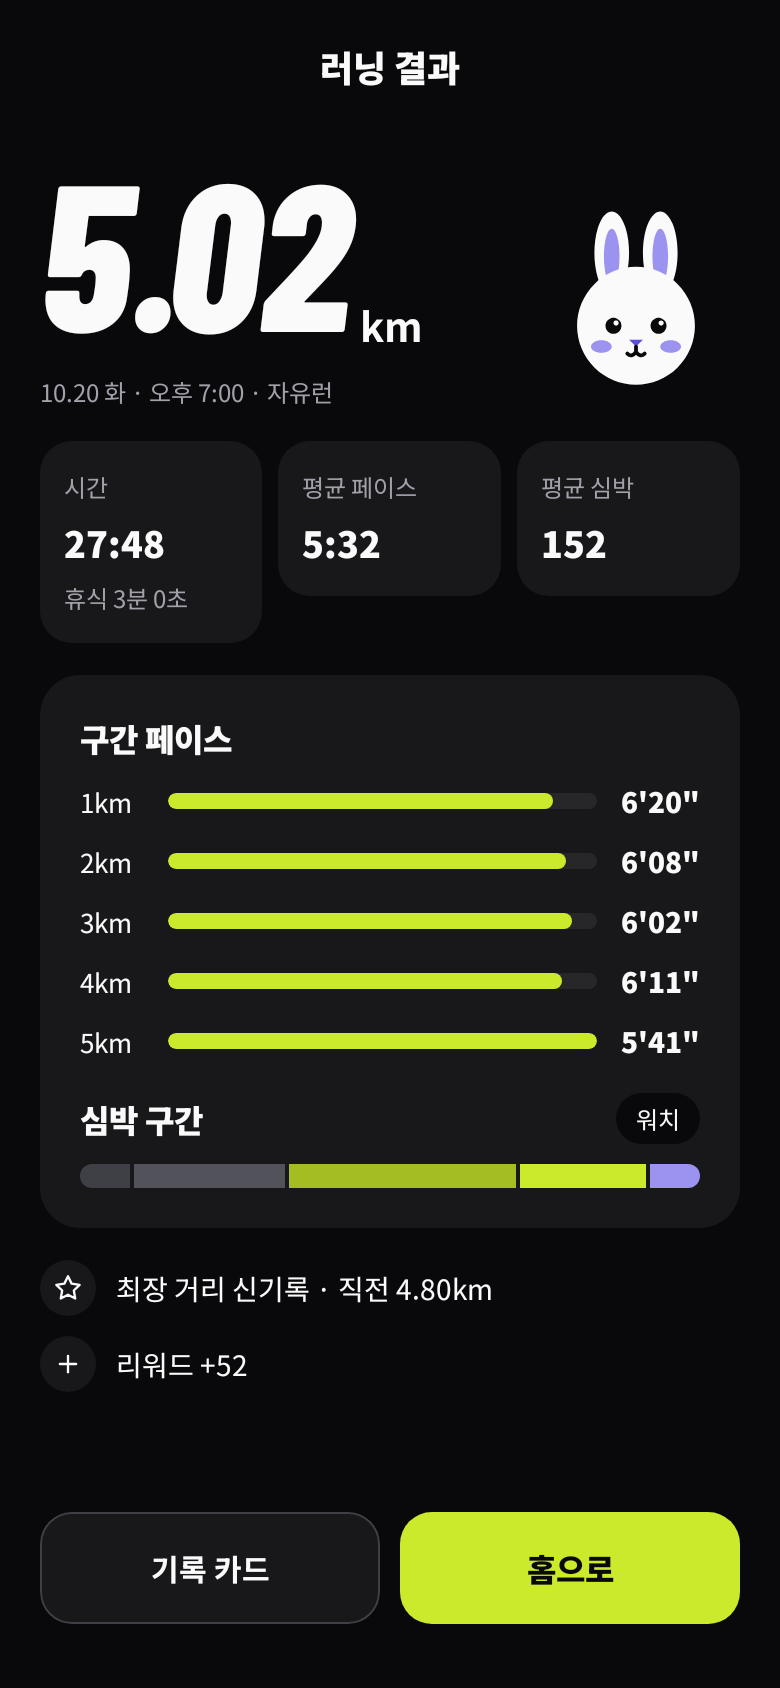 러닝 결과
5.02 km
10.20 화 · 오후 7:00 · 자유런
시간
27:48
휴식 3분 0초
평균 페이스
5:32
평균 심박
152
구간 페이스
1km 6'20"
2km 6'08"
3km 6'02"
4km 6'11"
5km 5'41"
심박 구간 워치
최장 거리 신기록 · 직전 4.80km
리워드 +52
기록 카드 홈으로